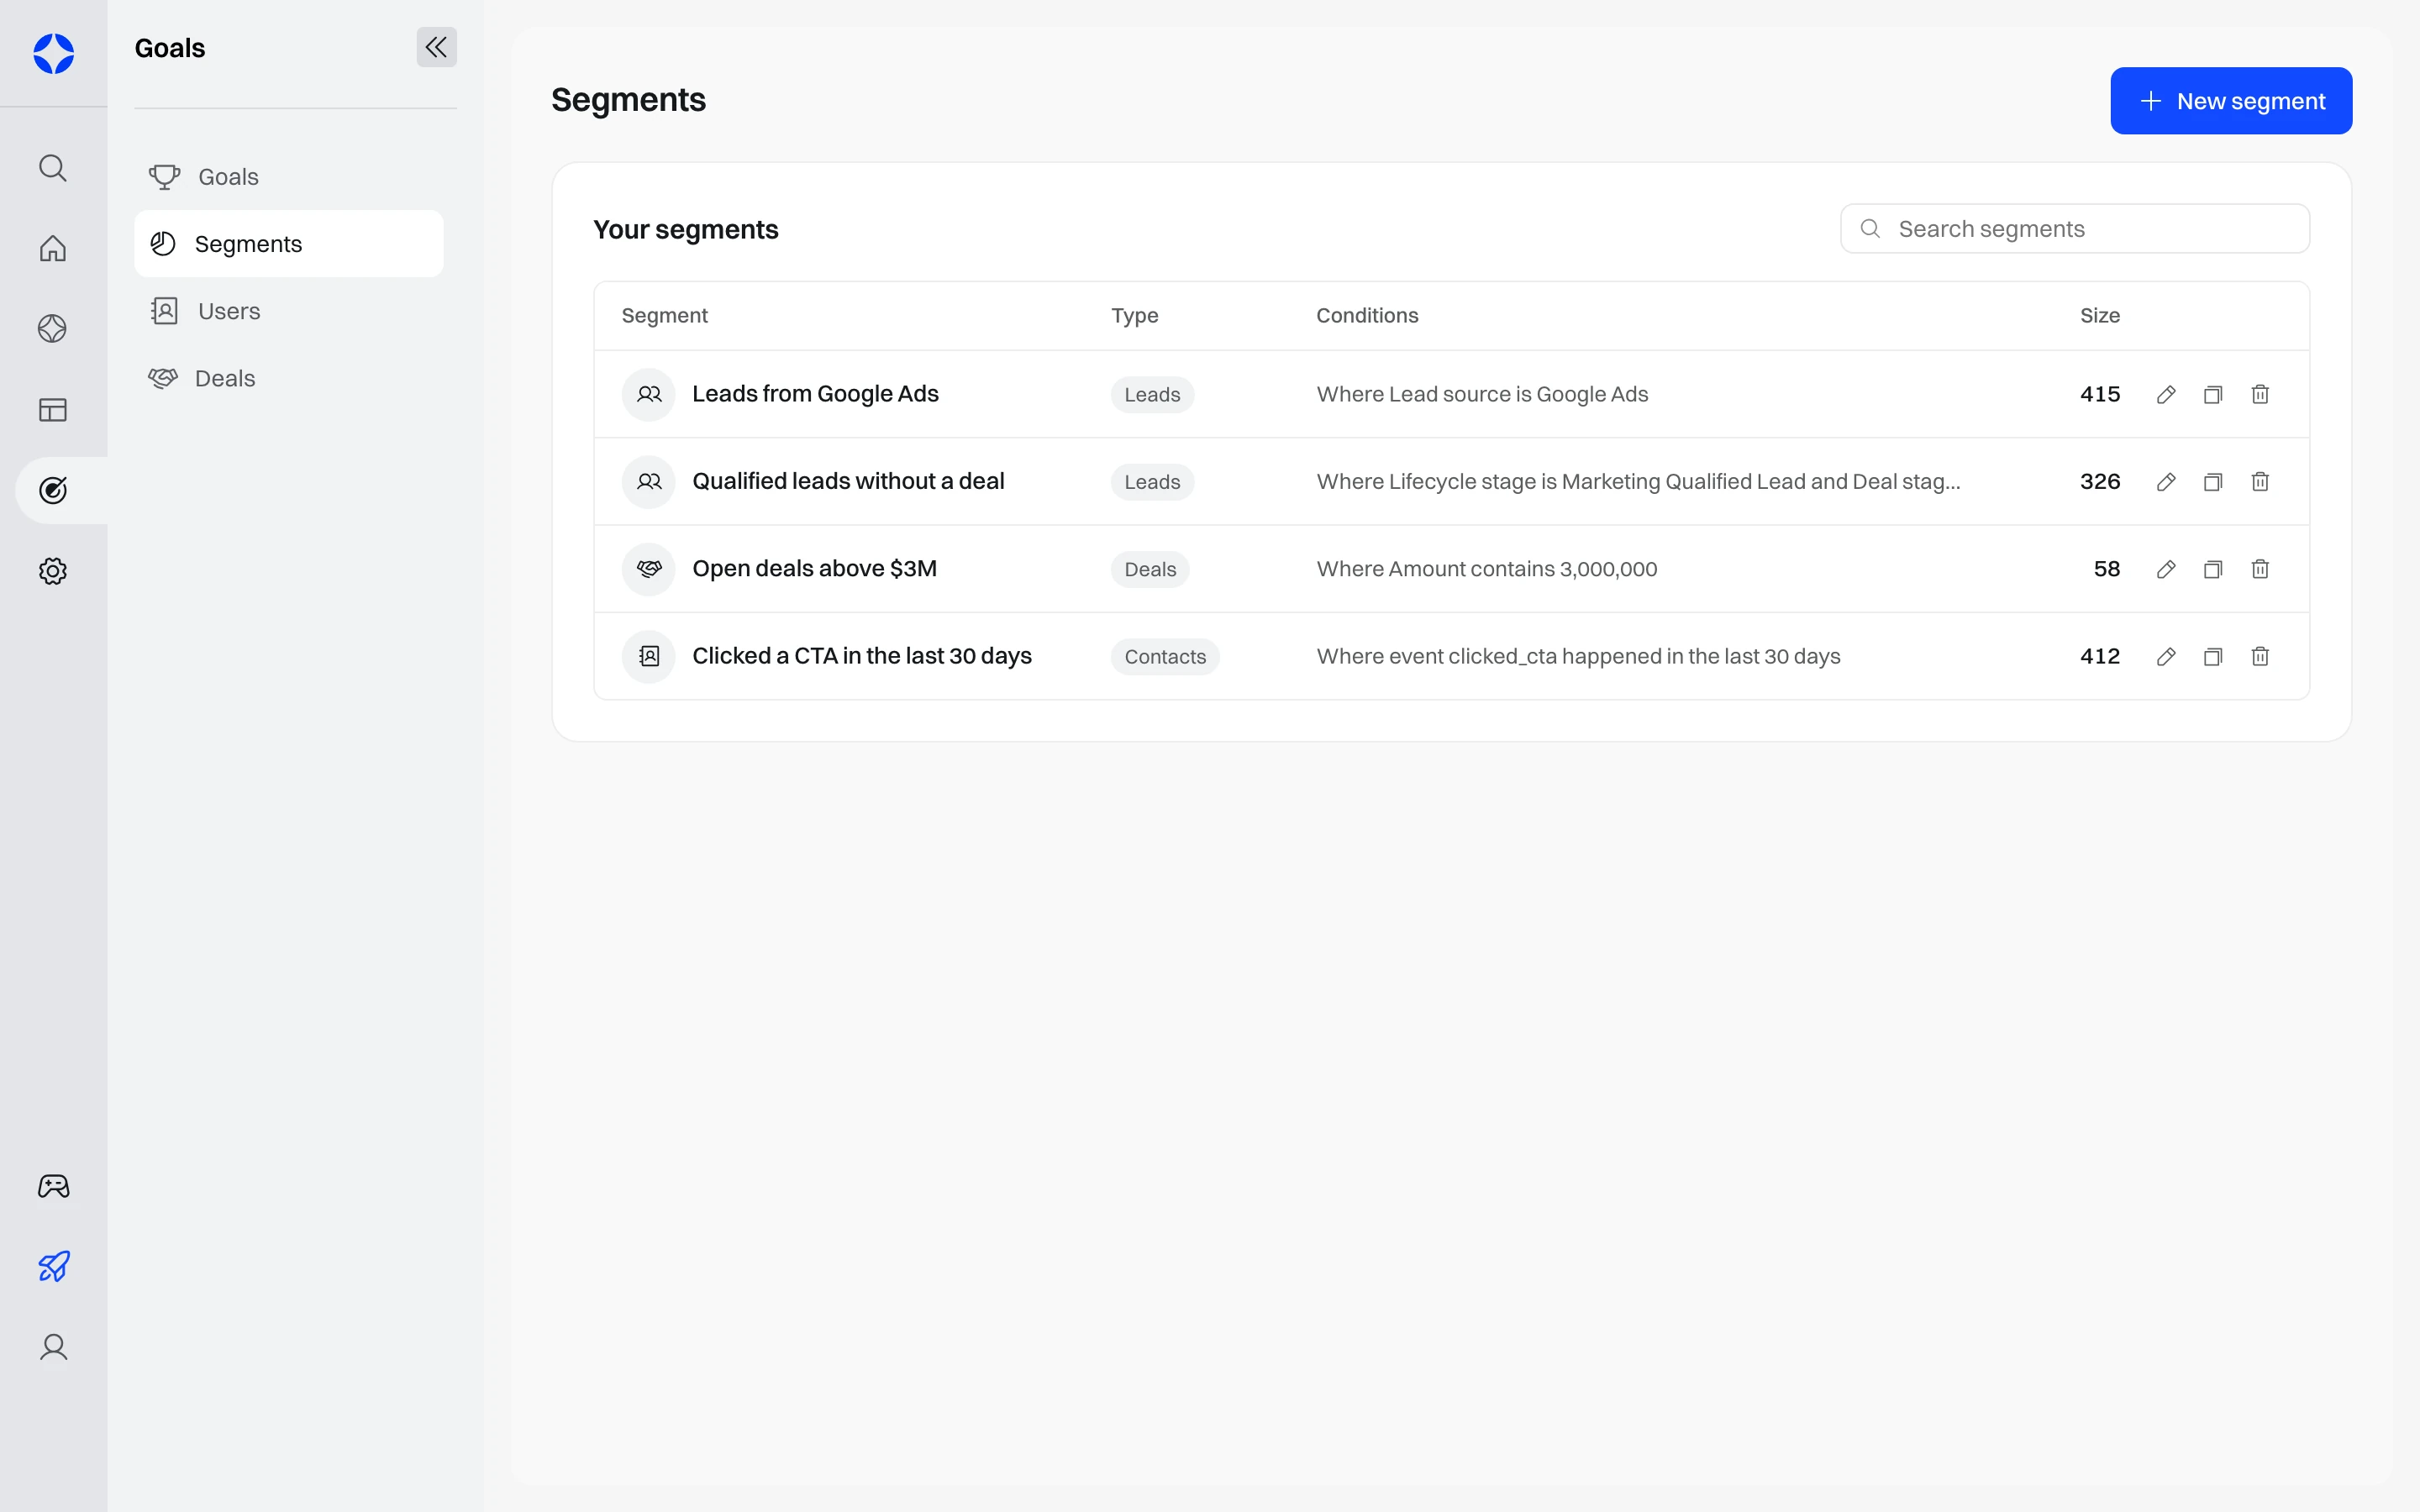 Goals
Goals
Segments
Users
Deals
Segments
New segment
Your segments
Search segments
Segment Type Conditions Size
Leads from Google Ads Leads Where Lead source is Google Ads 415
Qualified leads without a deal Leads Where Lifecycle stage is Marketing Qualified Lead and Deal stag... 326
Open deals above $3M Deals Where Amount contains 3,000,000 58
Clicked a CTA in the last 30 days Contacts Where event clicked_cta happened in the last 30 days 412